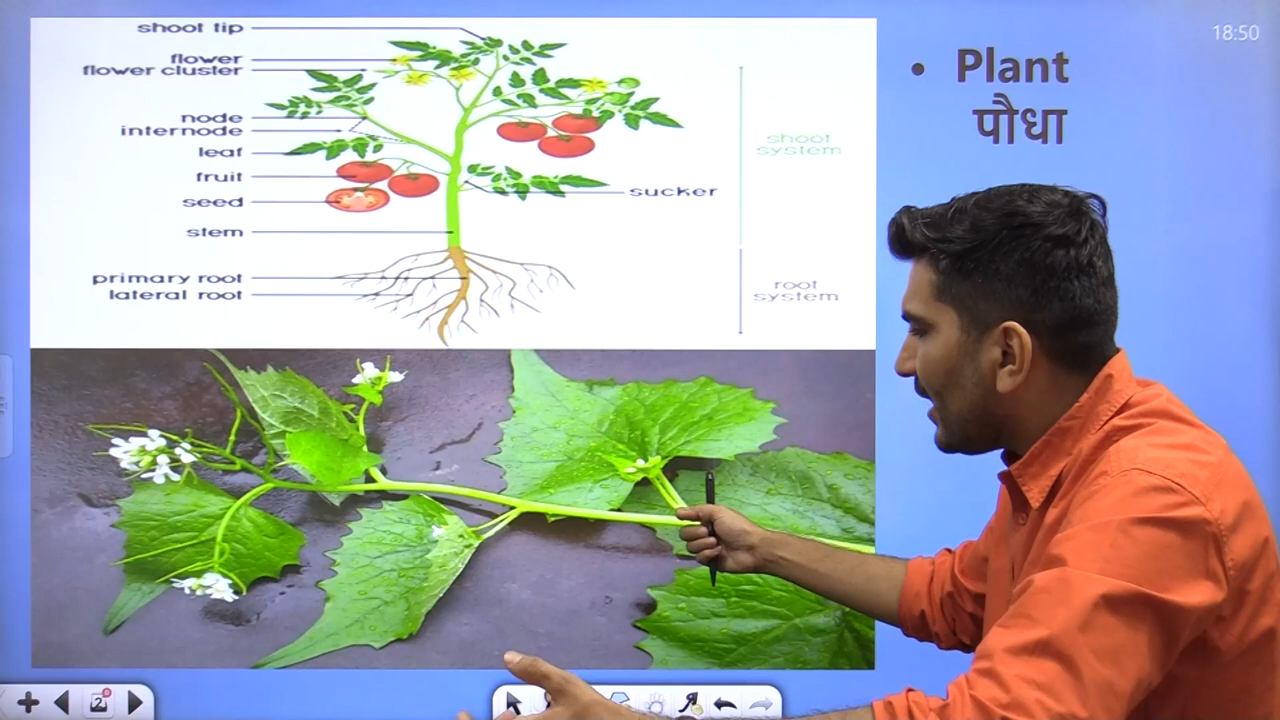 18:50
• Plant
पौधा
shoot tip
flower
flower cluster
node
internode
leaf
fruit
seed
stem
primary root
lateral root
sucker
shoot
system
root
system
2